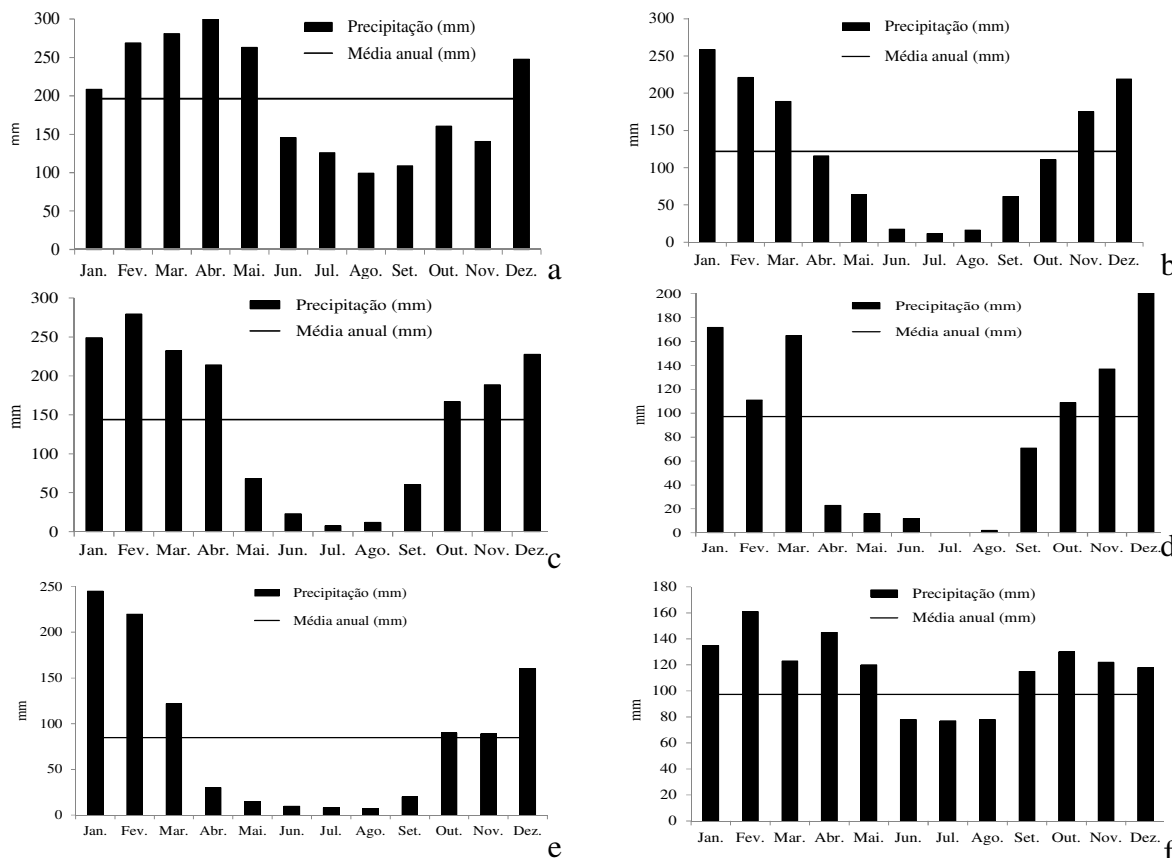 300
250
200
150
100
50
0
mm
Precipitação (mm)
Média anual (mm)
Jan. Fev. Mar. Abr. Mai. Jun. Jul. Ago. Set. Out. Nov. Dez.
a
300
250
200
150
100
50
0
mm
Precipitação (mm)
Média anual (mm)
Jan. Fev. Mar. Abr. Mai. Jun. Jul. Ago. Set. Out. Nov. Dez.
b
300
250
200
150
100
50
0
mm
Precipitação (mm)
Média anual (mm)
Jan. Fev. Mar. Abr. Mai. Jun. Jul. Ago. Set. Out. Nov. Dez.
c
200
180
160
140
120
100
80
60
40
20
0
mm
Precipitação (mm)
Média anual (mm)
Jan. Fev. Mar. Abr. Mai. Jun. Jul. Ago. Set. Out. Nov. Dez.
d
250
200
150
100
50
0
mm
Precipitação (mm)
Média anual (mm)
Jan. Fev. Mar. Abr. Mai. Jun. Jul. Ago. Set. Out. Nov. Dez.
e
180
160
140
120
100
80
60
40
20
0
mm
Precipitação (mm)
Média anual (mm)
Jan. Fev. Mar. Abr. Mai. Jun. Jul. Ago. Set. Out. Nov. Dez.
f